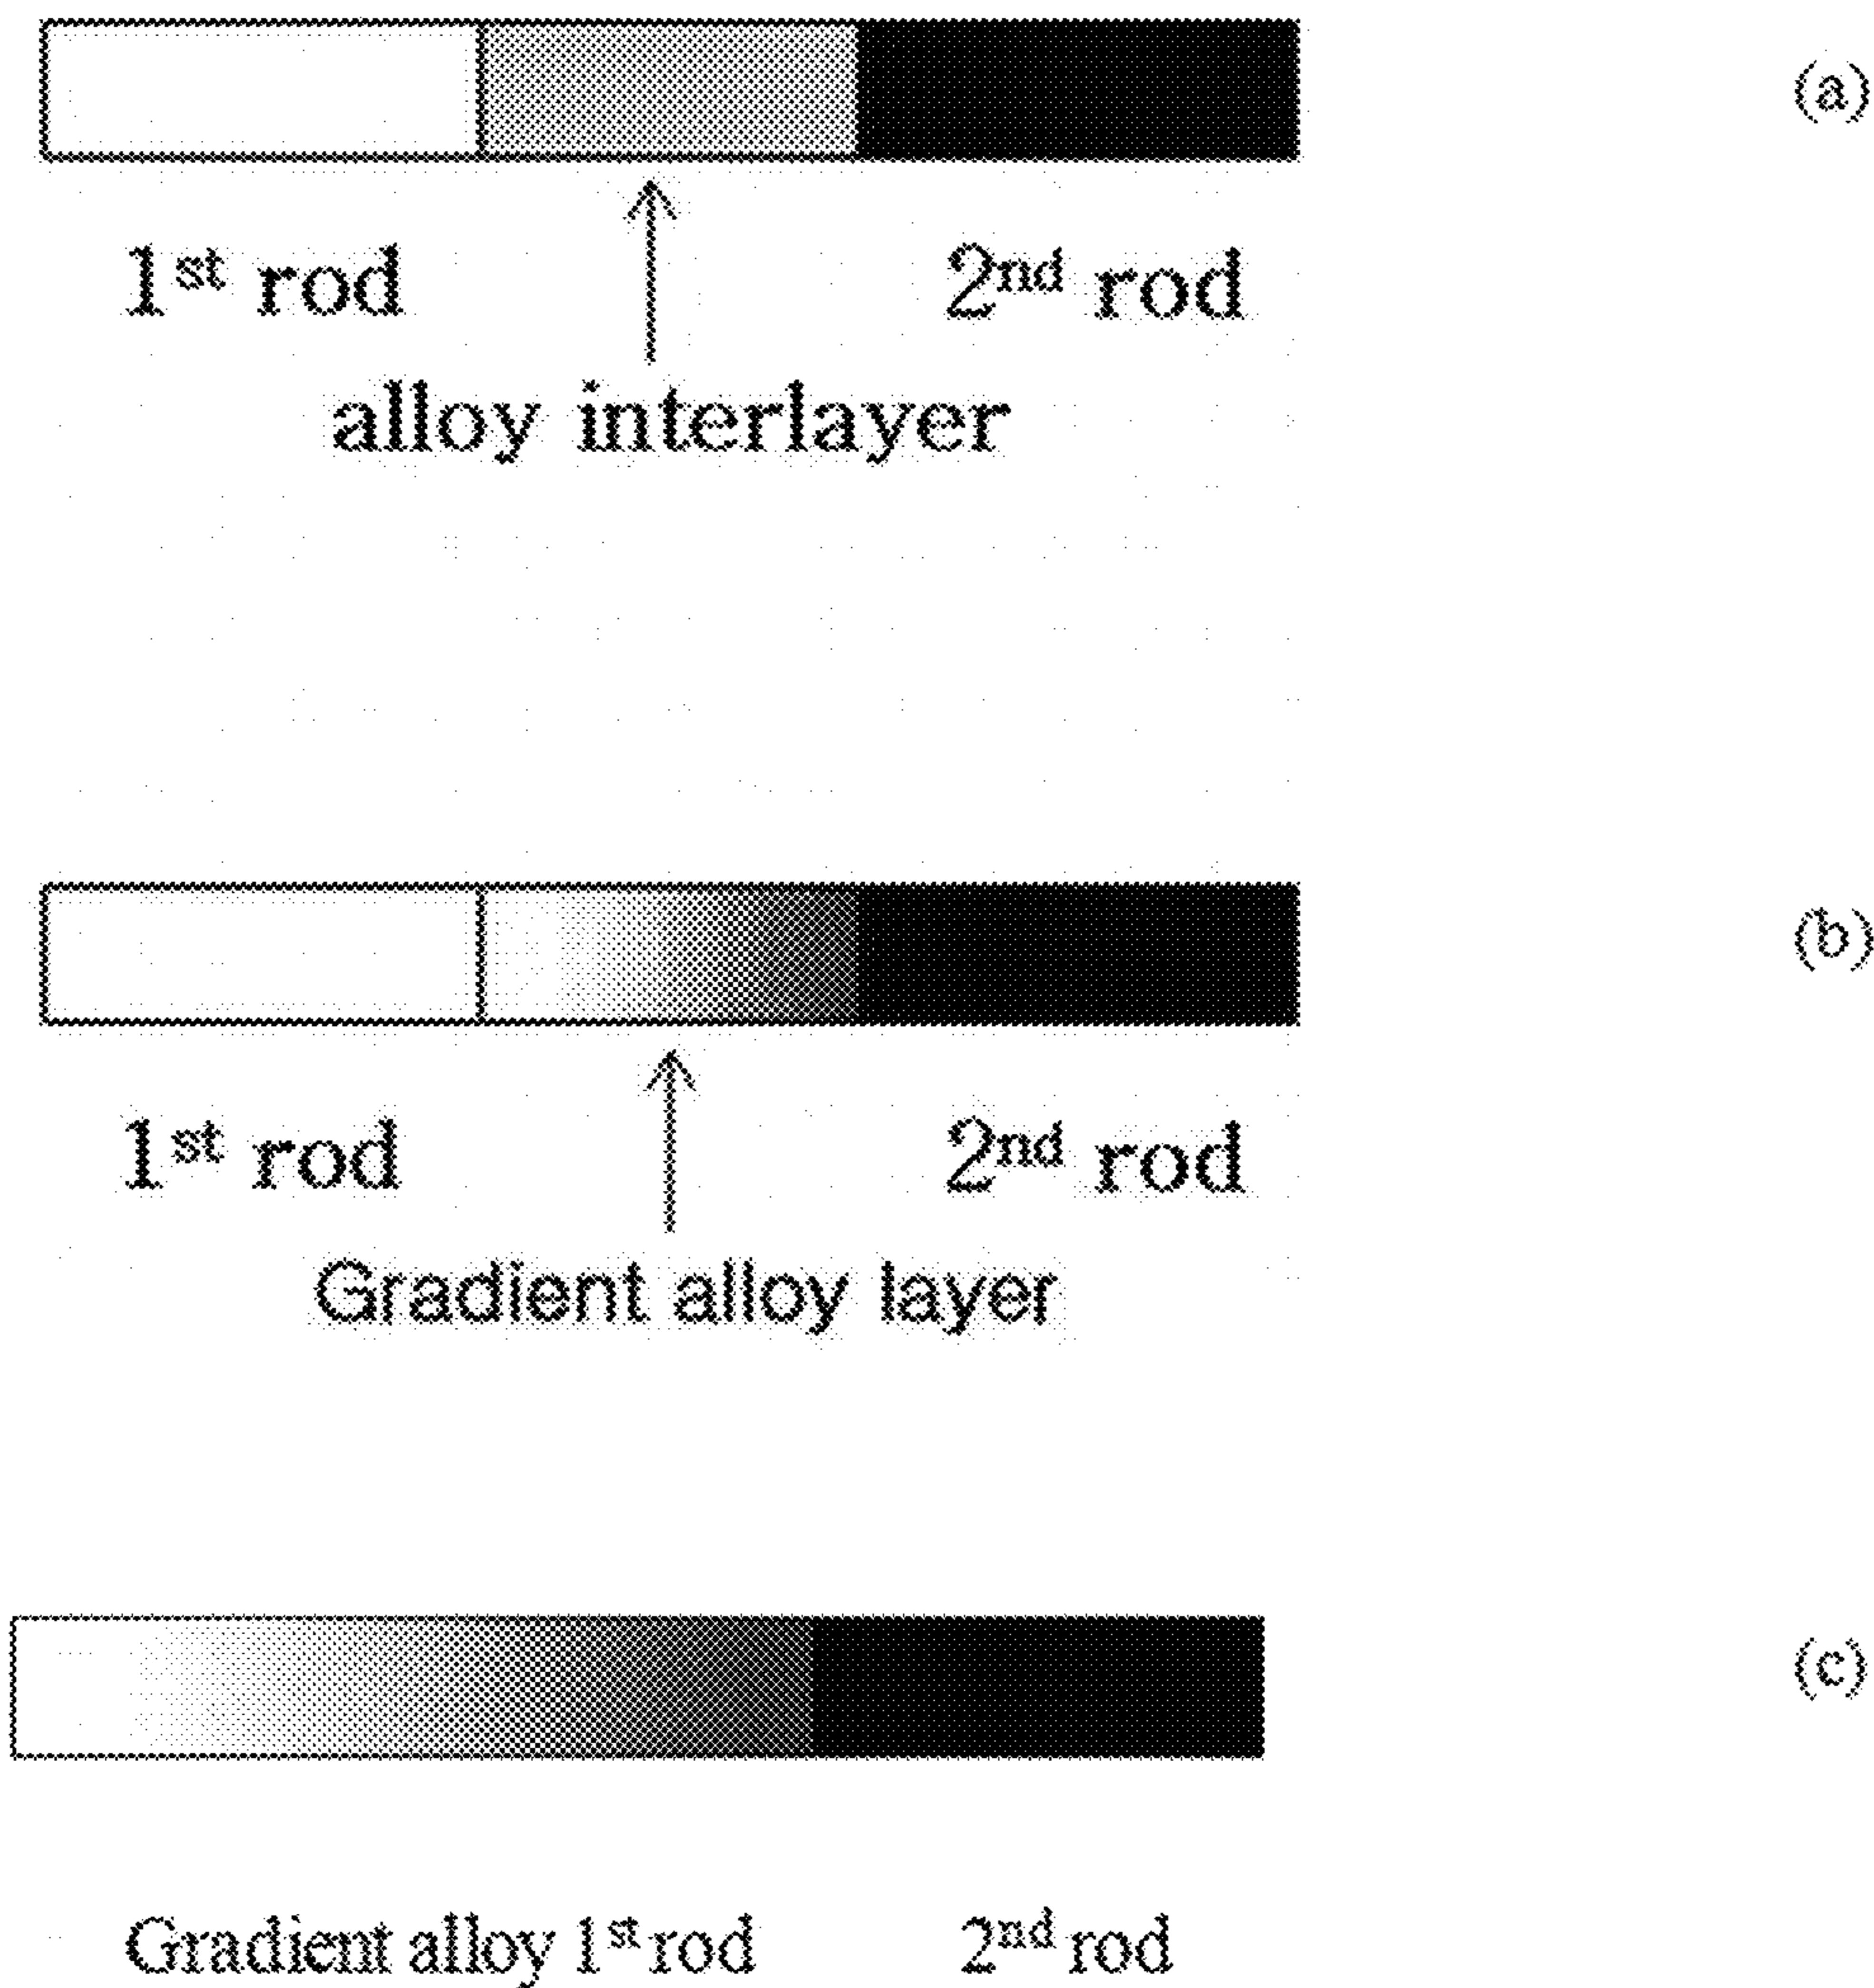 (a)
1st rod 2nd rod
alloy interlayer
(b)
1st rod 2nd rod
Gradient alloy layer
(c)
Gradient alloy 1st rod 2nd rod